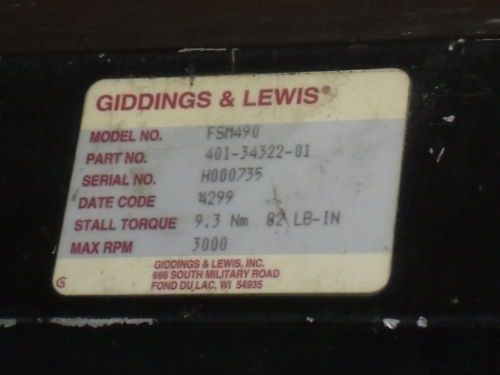 GIDDINGS & LEWIS®
MODEL NO. FSM490
PART NO. 401-34322-01
SERIAL NO. H000735
DATE CODE 4299
STALL TORQUE 9.3 Nm 82 LB-IN
MAX RPM 3000
GIDDINGS & LEWIS, INC.
666 SOUTH MILITARY ROAD
FOND DU LAC, WI 54935